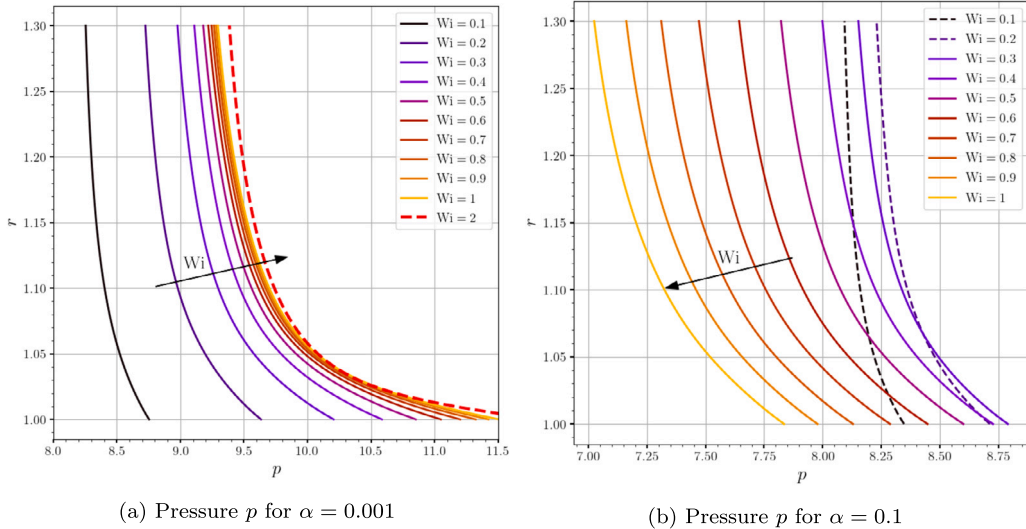 1.30
1.25
1.20
1.15
1.10
1.05
1.00
r
8.0 8.5 9.0 9.5 10.0 10.5 11.0 11.5
p
Wi
Wi = 0.1
Wi = 0.2
Wi = 0.3
Wi = 0.4
Wi = 0.5
Wi = 0.6
Wi = 0.7
Wi = 0.8
Wi = 0.9
Wi = 1
Wi = 2
(a) Pressure p for α = 0.001
1.30
1.25
1.20
1.15
1.10
1.05
1.00
r
7.00 7.25 7.50 7.75 8.00 8.25 8.50 8.75
p
Wi
Wi = 0.1
Wi = 0.2
Wi = 0.3
Wi = 0.4
Wi = 0.5
Wi = 0.6
Wi = 0.7
Wi = 0.8
Wi = 0.9
Wi = 1
(b) Pressure p for α = 0.1